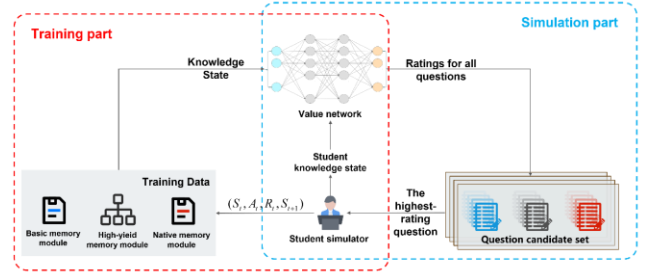 Training part
Simulation part
Knowledge
State
Ratings for all
questions
Value network
Student
knowledge state
Training Data
Basic memory
module
High-yield
memory module
Native memory
module
(S_t, A_t, R_t, S_{t+1})
Student simulator
The
highest-
rating
question
Question candidate set